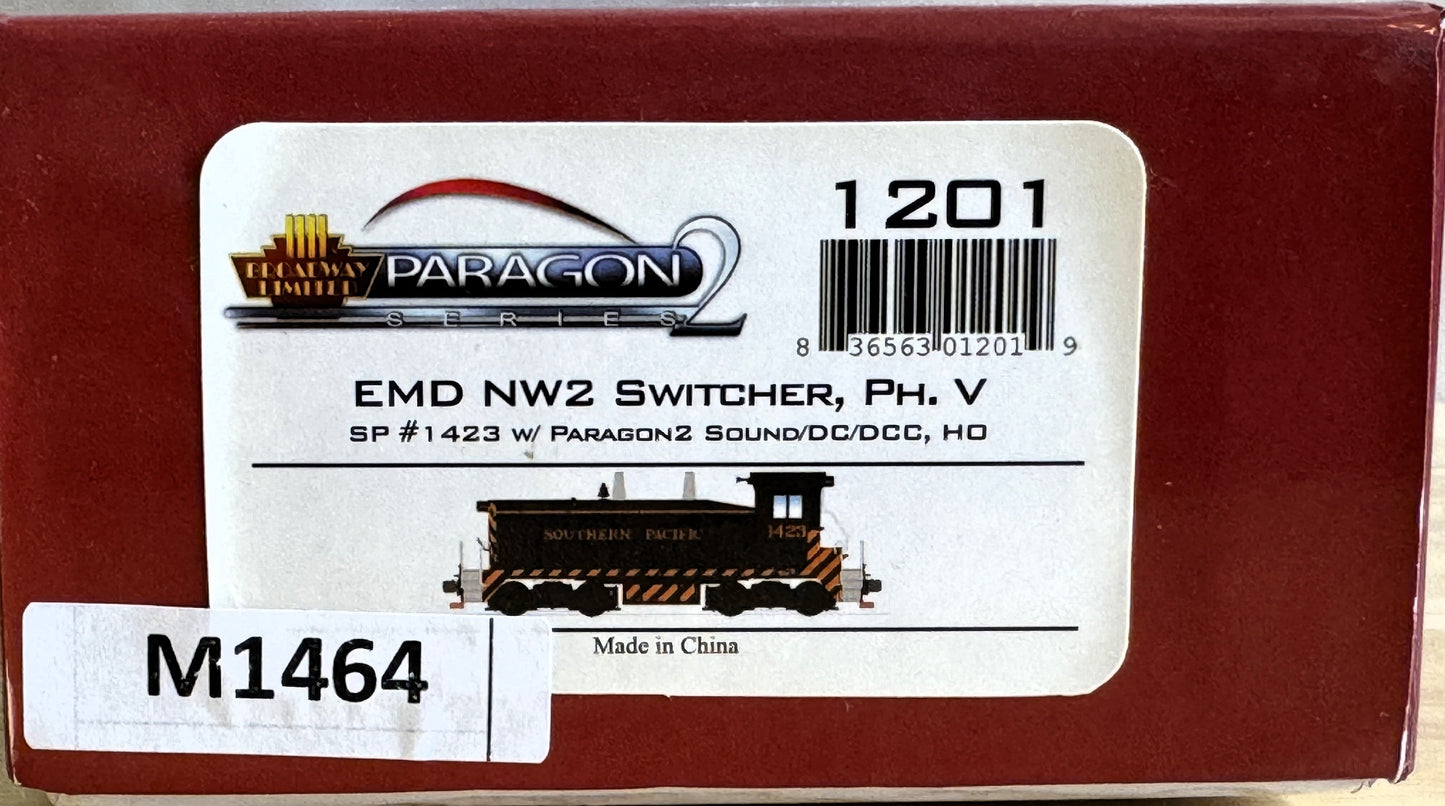 BROADWAY
LIMITED
PARAGON 2
SERIES
1201
8 36563 01201 9
EMD NW2 SWITCHER, PH. V
SP #1423 W/ PARAGON2 SOUND/DC/DCC, HO
SOUTHERN PACIFIC
1423
Made in China
M1464